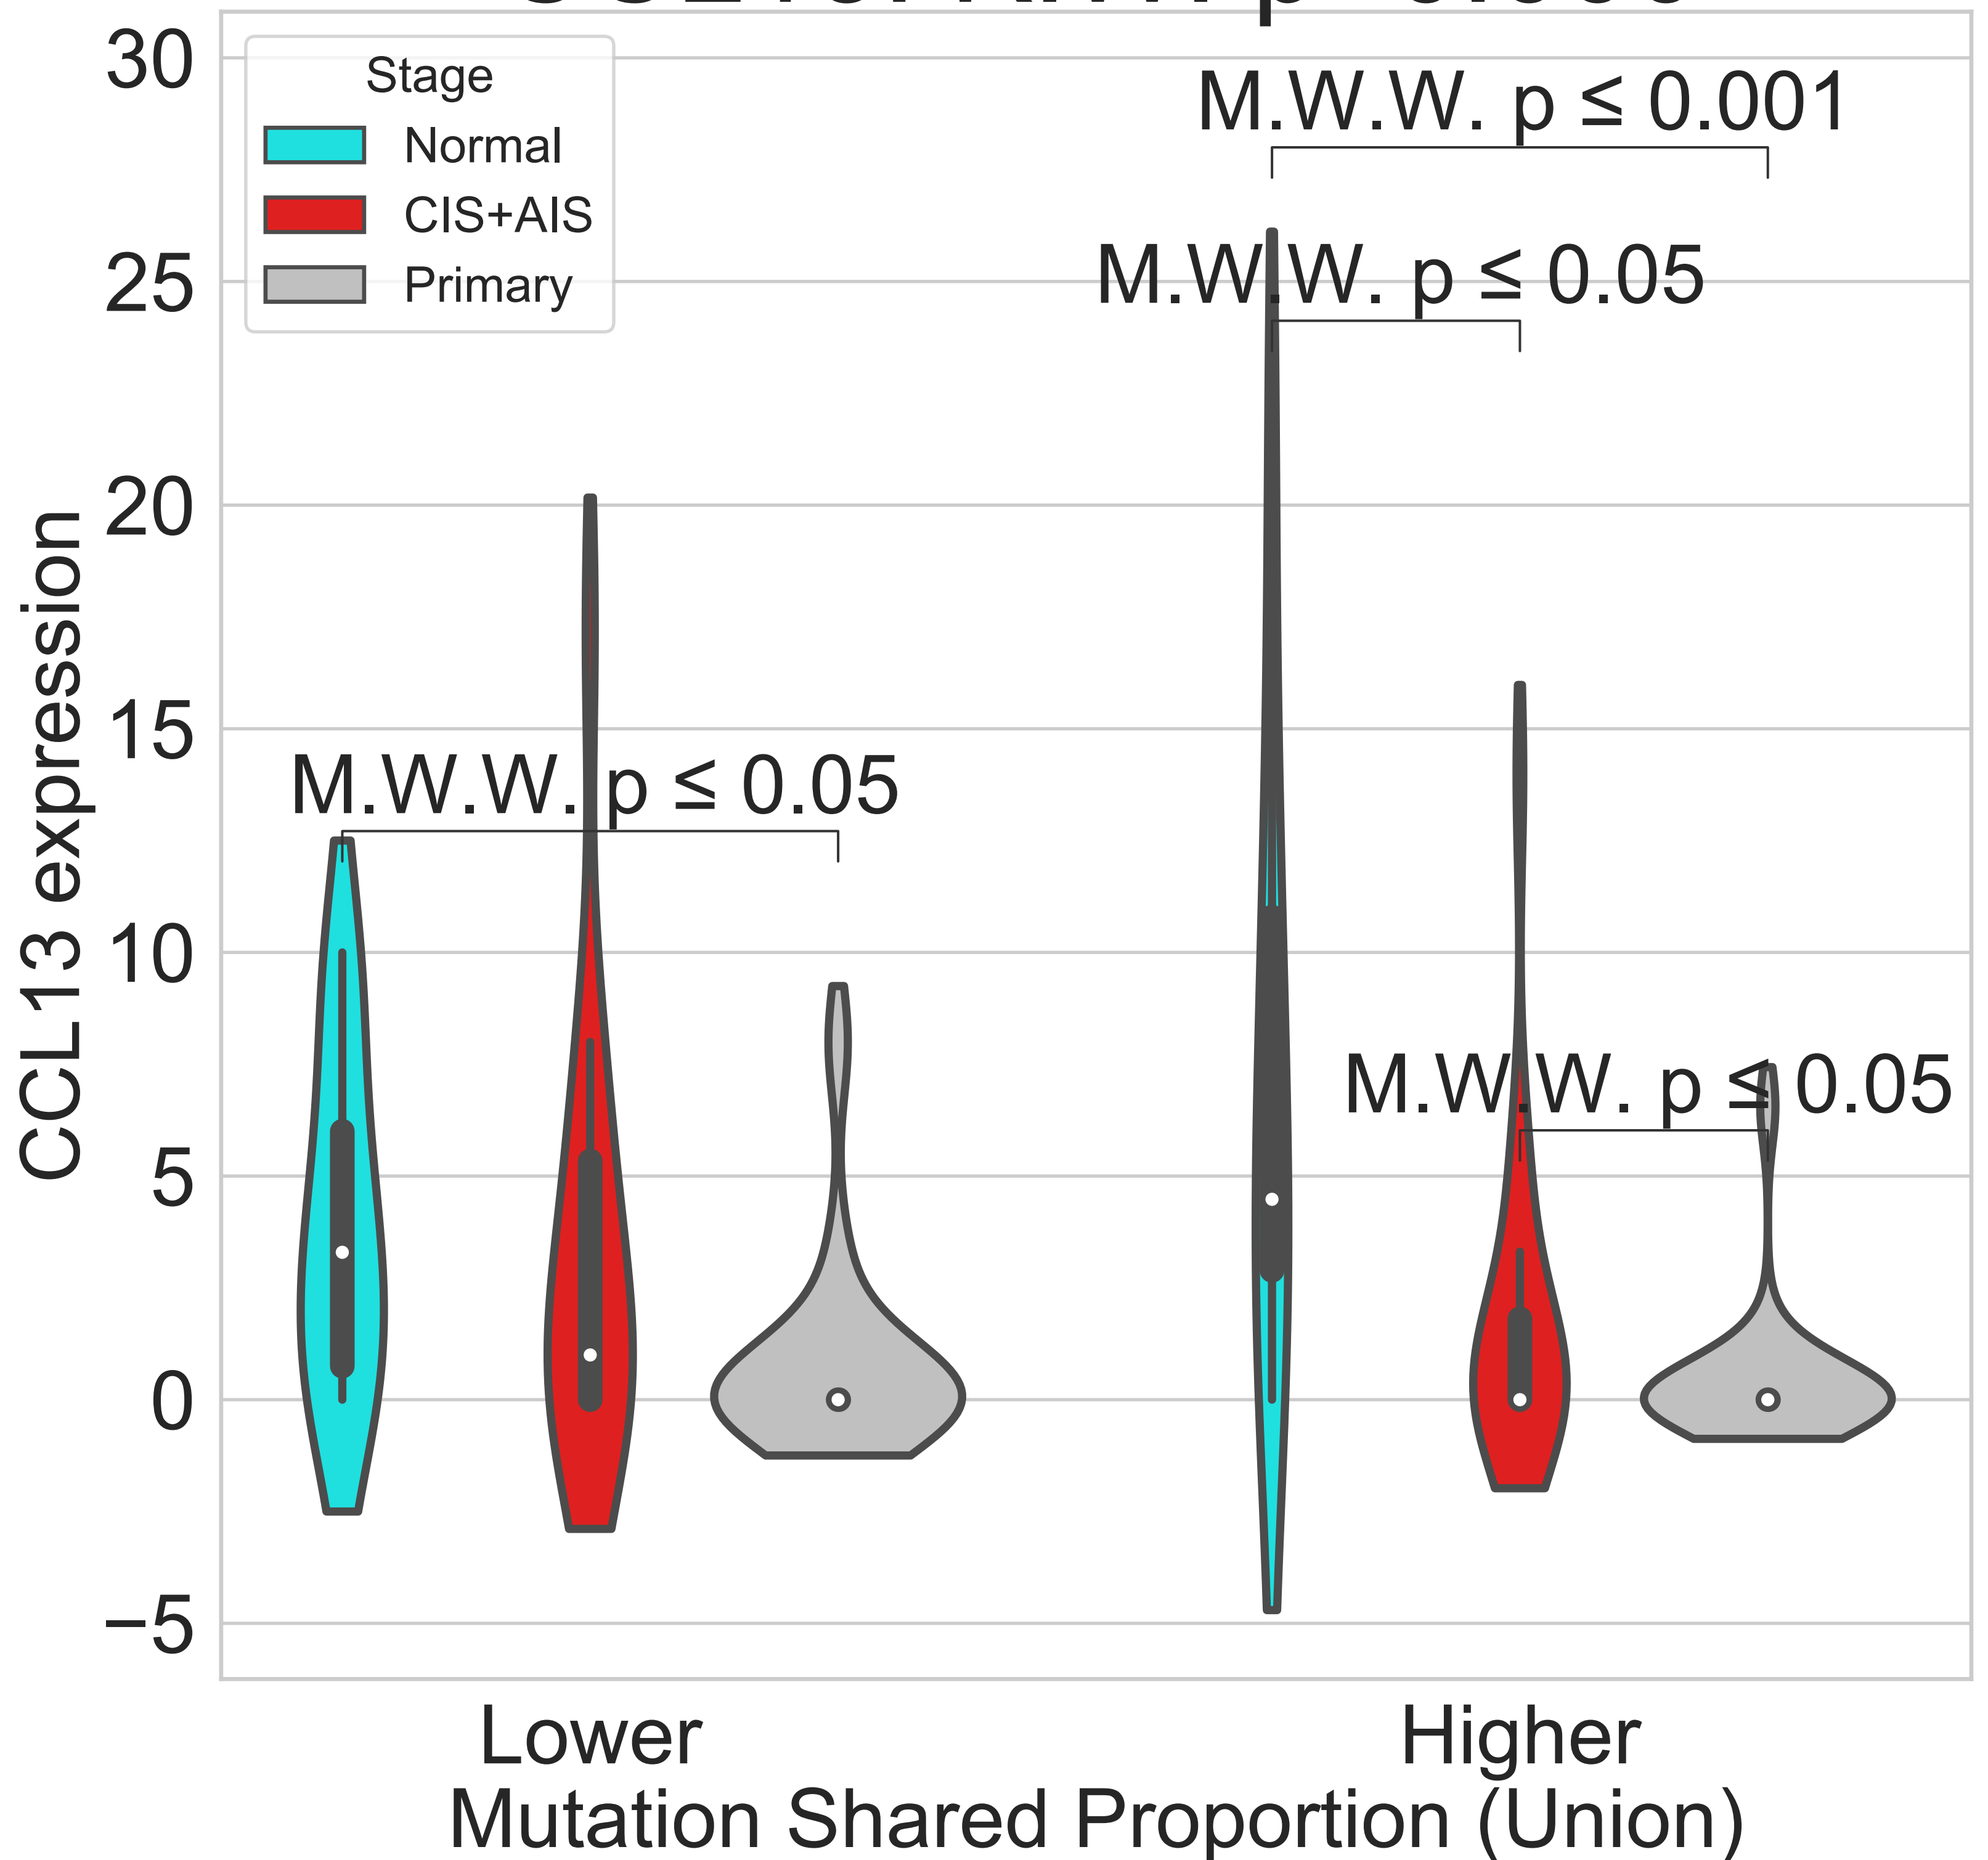 30
25
20
15
10
5
0
−5
CCL13 expression
Stage
Normal
CIS+AIS
Primary
M.W.W. p ≤ 0.001
M.W.W. p ≤ 0.05
M.W.W. p ≤ 0.05
M.W.W. p ≤ 0.05
Lower
Higher
Mutation Shared Proportion (Union)